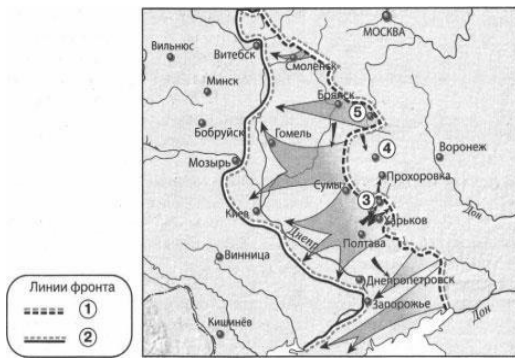 МОСКВА
Вильнюс
Витебск
Смоленск
Минск
Брянск
5
Бобруйск
Гомель
4
Воронеж
Мозырь
Прохоровка
Сумы
3
Дон
Киев
Харьков
Днепр
Полтава
Винница
Днепропетровск
Дон
Запорожье
Кишинёв
Линии фронта
1
2